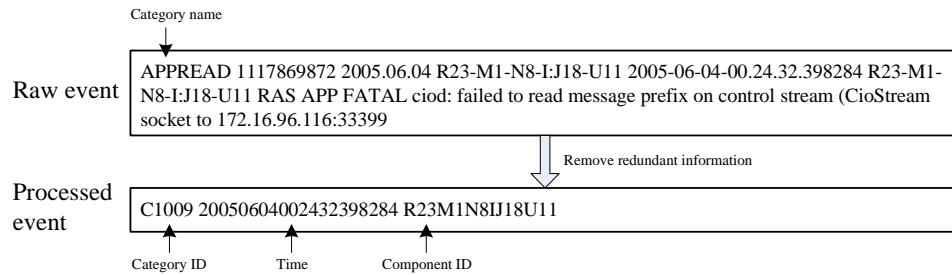 Category name
Raw event
APPREAD 1117869872 2005.06.04 R23-M1-N8-I:J18-U11 2005-06-04-00.24.32.398284 R23-M1-
N8-I:J18-U11 RAS APP FATAL ciod: failed to read message prefix on control stream (CioStream
socket to 172.16.96.116:33399
Remove redundant information
Processed
event
C1009 20050604002432398284 R23M1N8IJ18U11
Category ID
Time
Component ID